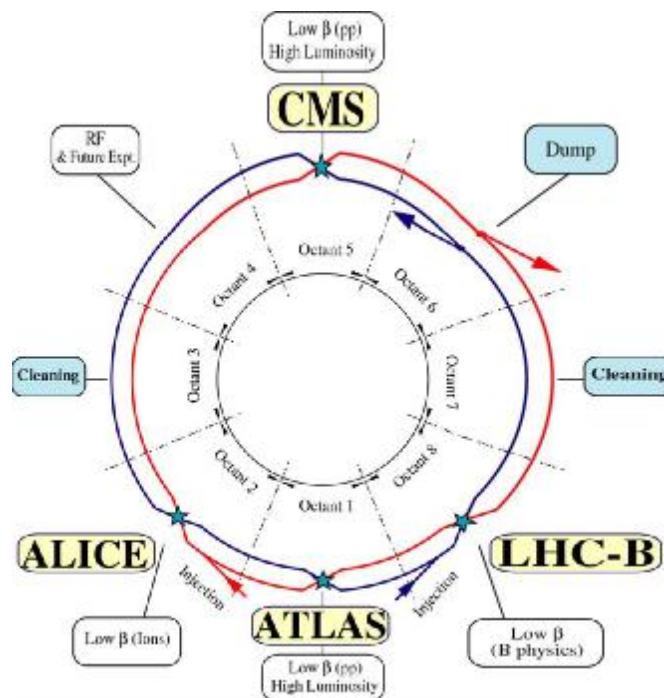 Low β (pp)
High Luminosity
CMS
RF
& Future Expt.
Dump
Octant 5
Octant 4
Octant 6
Octant 3
Octant 7
Cleaning
Cleaning
Octant 2
Octant 8
Octant 1
ALICE
LHC-B
Injection
Injection
ATLAS
Low β (Ions)
Low β
(B physics)
Low β (pp)
High Luminosity